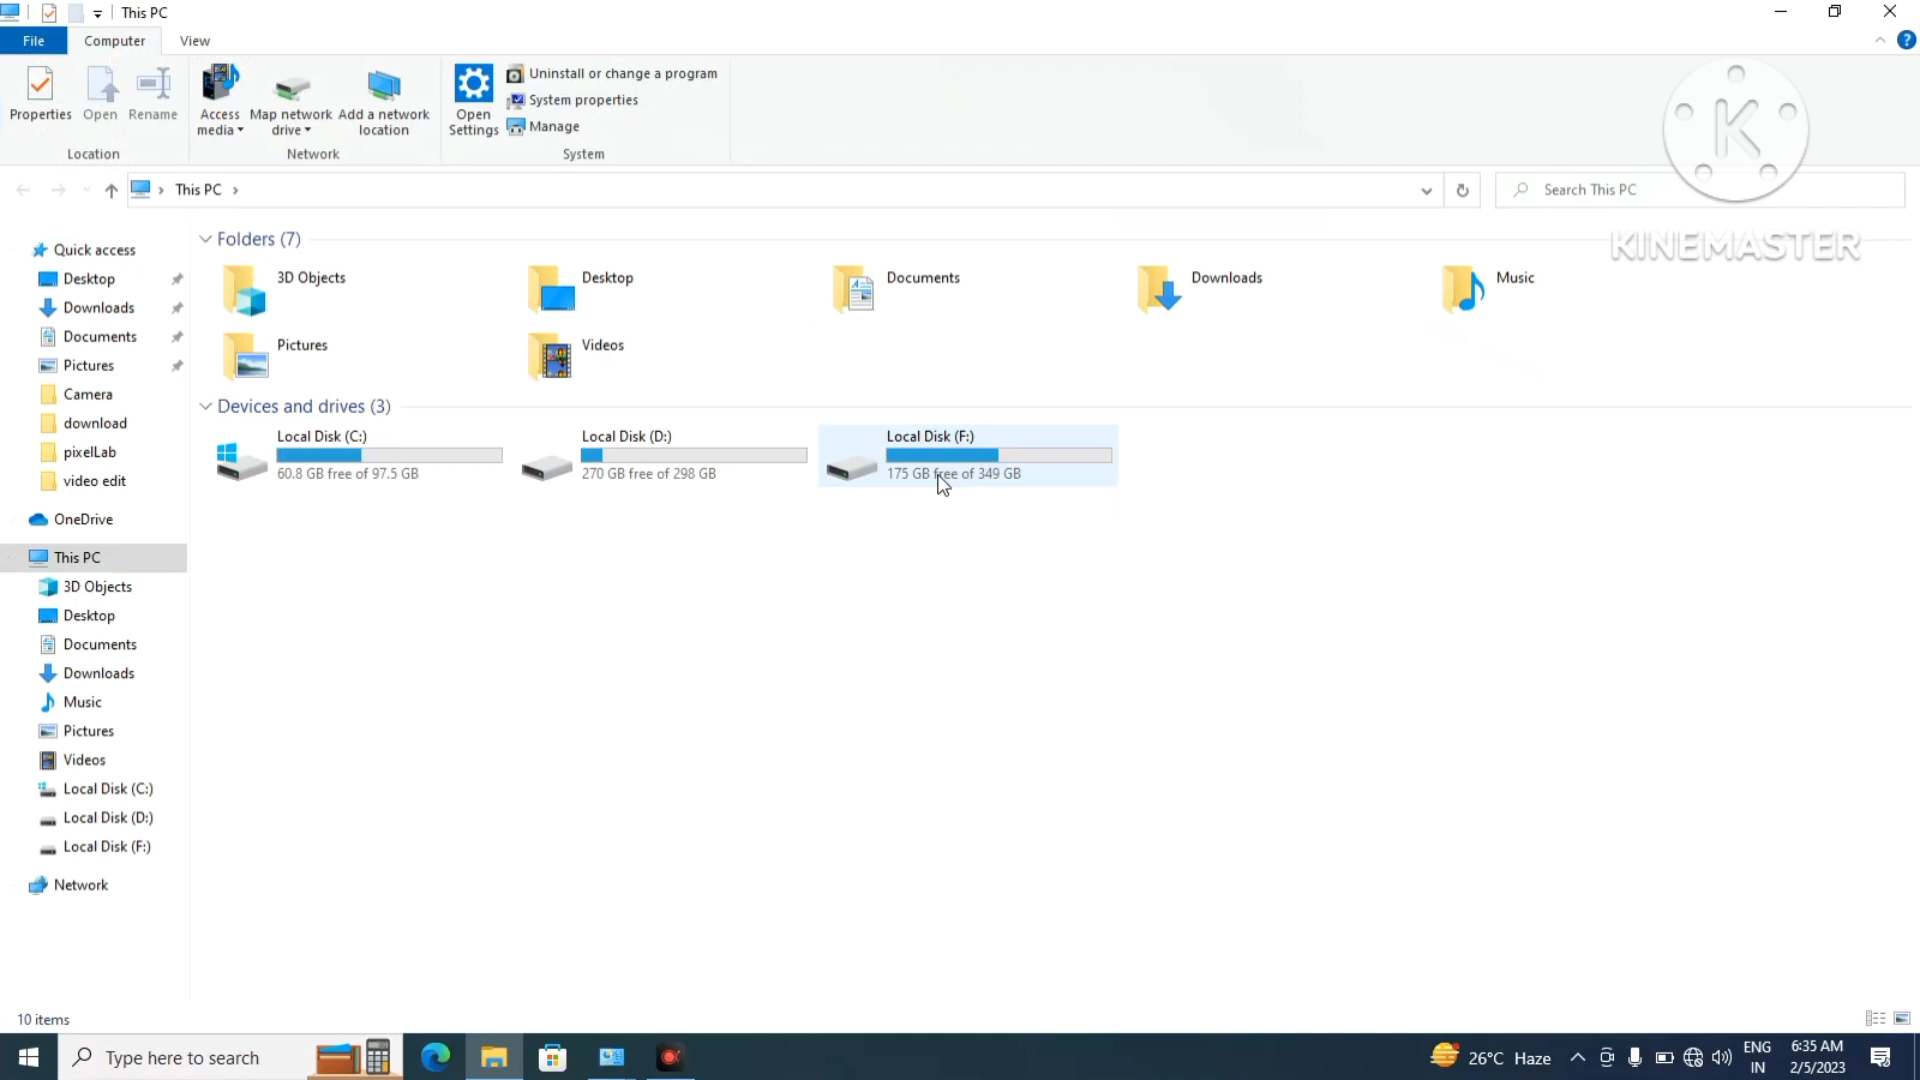 This PC
File Computer View
Properties Open Rename Access media Map network drive Add a network location Open Settings Uninstall or change a program
System properties
Manage
Location Network System
This PC Search This PC
K
KINEMASTER
Quick access
Desktop
Downloads
Documents
Pictures
Camera
download
pixelLab
video edit
OneDrive
This PC
3D Objects
Desktop
Documents
Downloads
Music
Pictures
Videos
Local Disk (C:)
Local Disk (D:)
Local Disk (F:)
Network
Folders (7)
3D Objects Desktop Documents Downloads Music
Pictures Videos
Devices and drives (3)
Local Disk (C:) Local Disk (D:) Local Disk (F:)
60.8 GB free of 97.5 GB 270 GB free of 298 GB 175 GB free of 349 GB
10 items
Type here to search 26°C Haze ENG IN 6:35 AM
2/5/2023